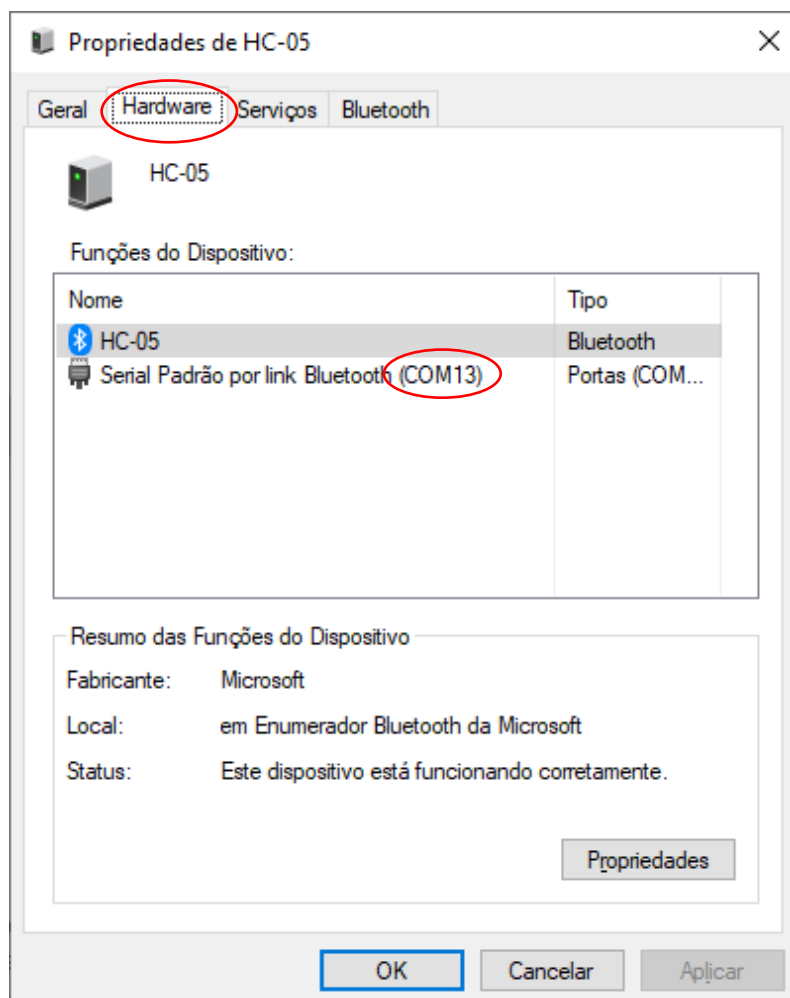 Propriedades de HC-05
Geral Hardware Serviços Bluetooth
HC-05
Funções do Dispositivo:
Nome Tipo
HC-05 Bluetooth
Serial Padrão por link Bluetooth (COM13) Portas (COM...
Resumo das Funções do Dispositivo
Fabricante: Microsoft
Local: em Enumerador Bluetooth da Microsoft
Status: Este dispositivo está funcionando corretamente.
Propriedades
OK Cancelar Aplicar